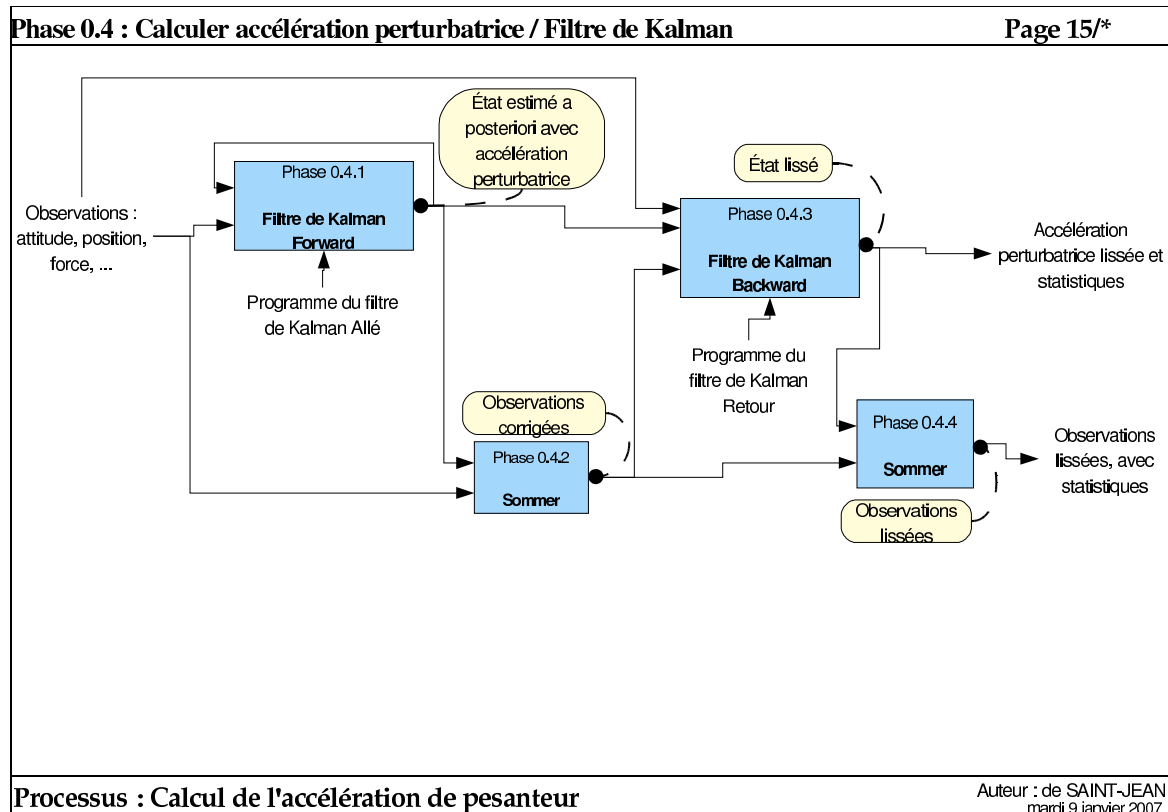 Phase 0.4 : Calculer accélération perturbatrice / Filtre de Kalman
Page 15/*
État estimé a
posteriori avec
accélération
perturbatrice
Phase 0.4.1
Filtre de Kalman
Forward
État lissé
Observations :
attitude, position,
force, ...
Phase 0.4.3
Filtre de Kalman
Backward
Accélération
perturbatrice lissée et
statistiques
Programme du filtre
de Kalman Allé
Programme du
filtre de Kalman
Retour
Observations
corrigées
Phase 0.4.2
Sommer
Phase 0.4.4
Sommer
Observations
lissées, avec
statistiques
Observations
lissées
Processus : Calcul de l'accélération de pesanteur
Auteur : de SAINT-JEAN
mardi 9 janvier 2007